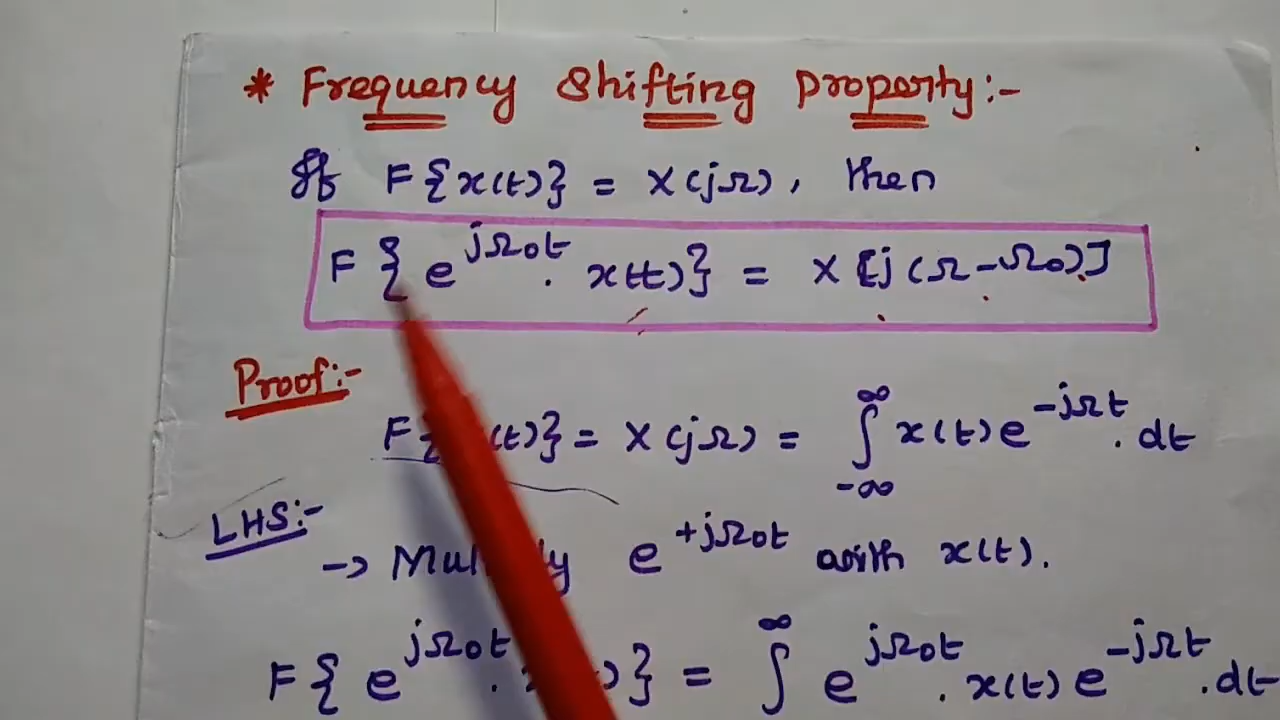 * Frequency Shifting Property:-
If F{x(t)} = X(jΩ), then
F{e^{jΩ₀t} . x(t)} = X[j(Ω-Ω₀)]
Proof:-
F{ (t)} = X(jΩ) = ∫_{-∞}^{∞} x(t) e^{-jΩt} . dt
LHS:-
→ Multiply e^{+jΩ₀t} with x(t).
F{e^{jΩ₀t} . } = ∫^{∞} e^{jΩ₀t} . x(t) e^{-jΩt} . dt